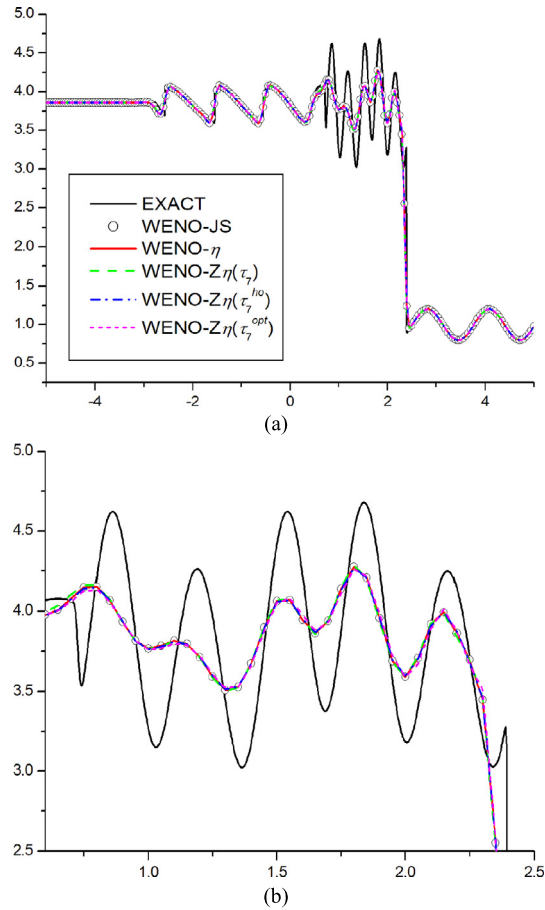 5.0
4.5
4.0
3.5
3.0
2.5
2.0
1.5
1.0
0.5
EXACT
WENO-JS
WENO-η
WENO-Zη(τ₇)
WENO-Zη(τ₇ʰᵒ)
WENO-Zη(τ₇ᵒᵖᵗ)
-4 -2 0 2 4
(a)
5.0
4.5
4.0
3.5
3.0
2.5
1.0 1.5 2.0 2.5
(b)